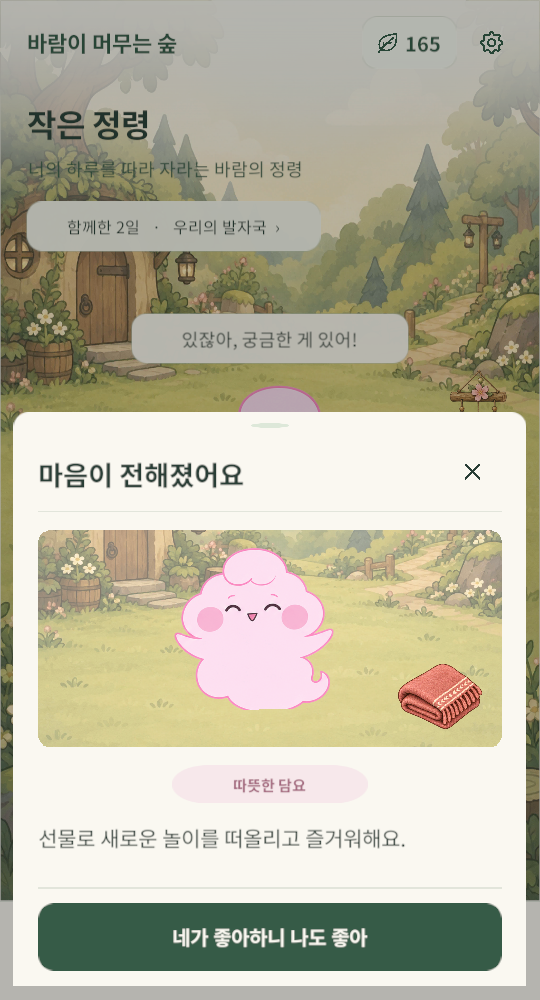 바람이 머무는 숲
165
작은 정령
너의 하루를 따라 자라는 바람의 정령
함께한 2일 · 우리의 발자국 ›
있잖아, 궁금한 게 있어!
마음이 전해졌어요
따뜻한 담요
선물로 새로운 놀이를 떠올리고 즐거워해요.
네가 좋아하니 나도 좋아